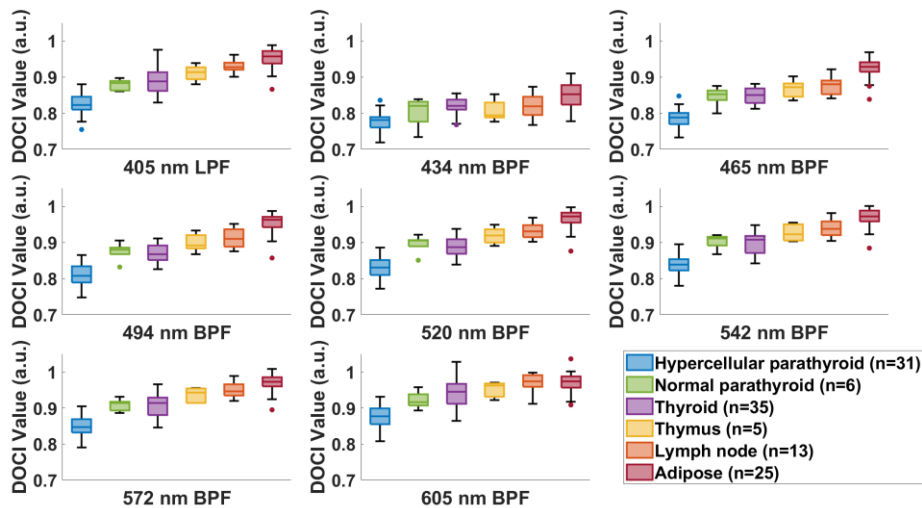 DOCI Value (a.u.)
1
0.9
0.8
0.7
405 nm LPF
DOCI Value (a.u.)
1
0.9
0.8
0.7
434 nm BPF
DOCI Value (a.u.)
1
0.9
0.8
0.7
465 nm BPF
DOCI Value (a.u.)
1
0.9
0.8
0.7
494 nm BPF
DOCI Value (a.u.)
1
0.9
0.8
0.7
520 nm BPF
DOCI Value (a.u.)
1
0.9
0.8
0.7
542 nm BPF
DOCI Value (a.u.)
1
0.9
0.8
0.7
572 nm BPF
DOCI Value (a.u.)
1
0.9
0.8
0.7
605 nm BPF
Hypercellular parathyroid (n=31)
Normal parathyroid (n=6)
Thyroid (n=35)
Thymus (n=5)
Lymph node (n=13)
Adipose (n=25)